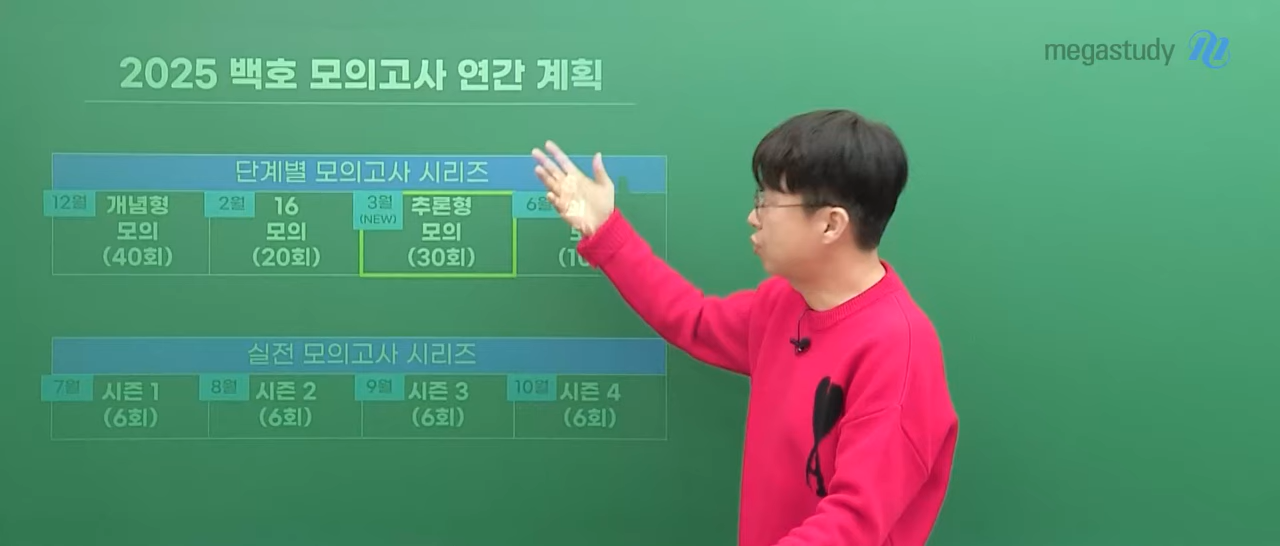 megastudy
2025 백호 모의고사 연간 계획
단계별 모의고사 시리즈
12월
개념형
모의
(40회)
2월
16
모의
(20회)
3월
(NEW)
추론형
모의
(30회)
실전 모의고사 시리즈
7월
시즌 1
(6회)
8월
시즌 2
(6회)
9월
시즌 3
(6회)
10월
시즌 4
(6회)